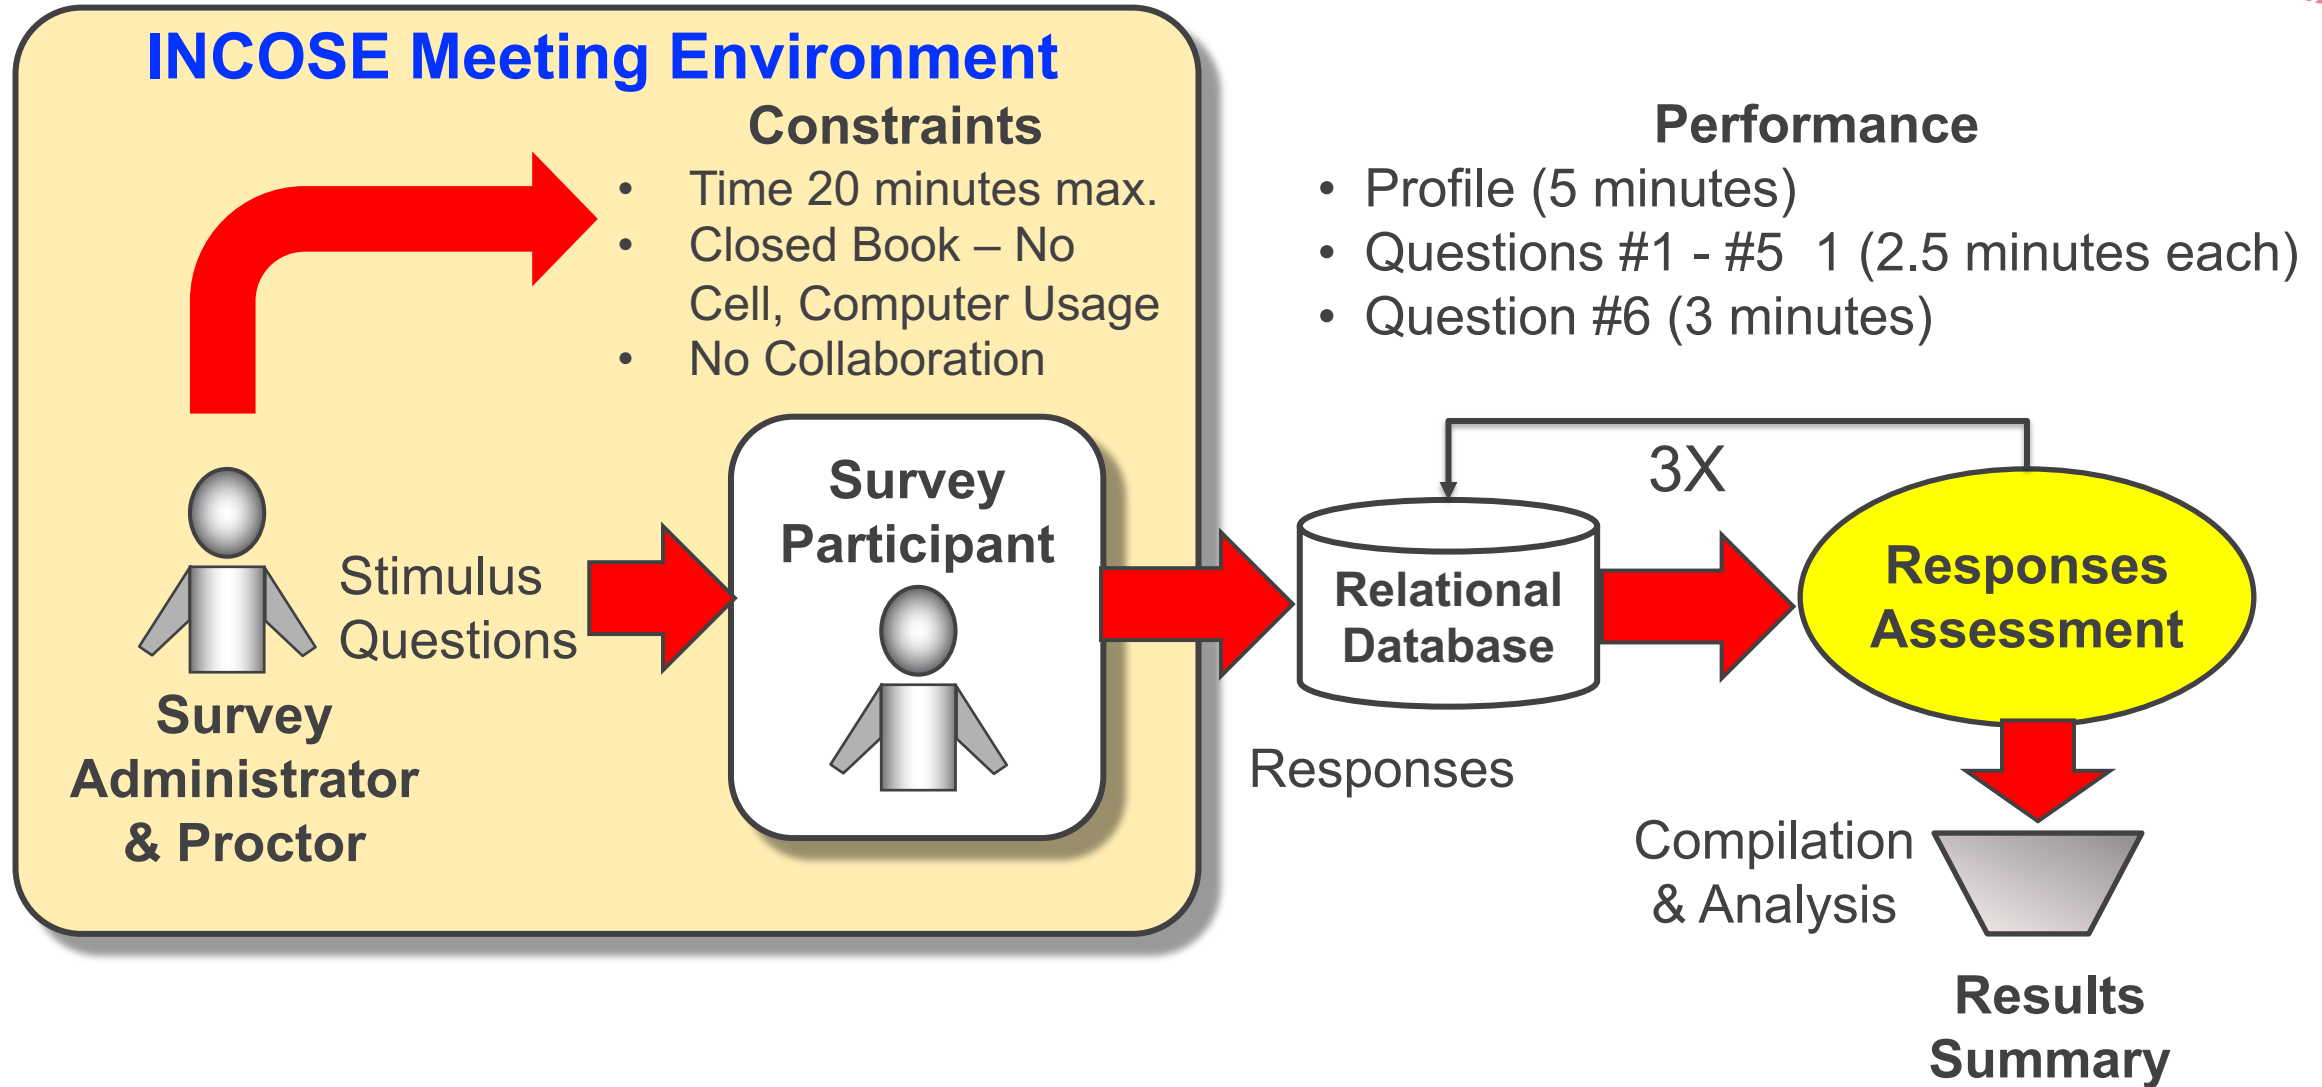 INCOSE Meeting Environment
Constraints
• Time 20 minutes max.
• Closed Book – No
Cell, Computer Usage
• No Collaboration
Performance
• Profile (5 minutes)
• Questions #1 - #5  1 (2.5 minutes each)
• Question #6 (3 minutes)
Survey
Administrator
& Proctor
Stimulus
Questions
Survey
Participant
Responses
Relational
Database
3X
Responses
Assessment
Compilation
& Analysis
Results
Summary